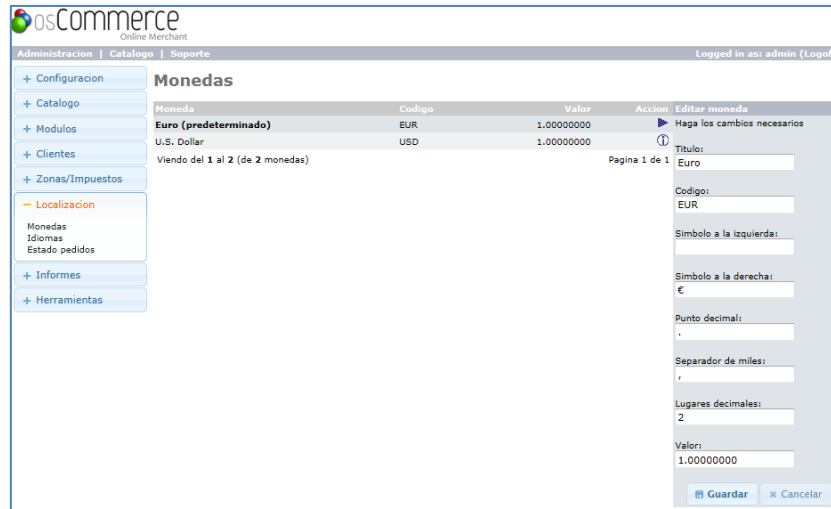 osCommerce
Online Merchant
Administracion | Catalogo | Soporte
Logged in as: admin (Logof
+ Configuracion
+ Catalogo
+ Modulos
+ Clientes
+ Zonas/Impuestos
− Localizacion
Monedas
Idiomas
Estado pedidos
+ Informes
+ Herramientas
Monedas
Moneda Codigo Valor Accion
Euro (predeterminado) EUR 1.00000000
U.S. Dollar USD 1.00000000
Viendo del 1 al 2 (de 2 monedas) Pagina 1 de 1
Editar moneda
Haga los cambios necesarios
Titulo:
Euro
Codigo:
EUR
Simbolo a la izquierda:
Simbolo a la derecha:
€
Punto decimal:
.
Separador de miles:
,
Lugares decimales:
2
Valor:
1.00000000
Guardar
Cancelar